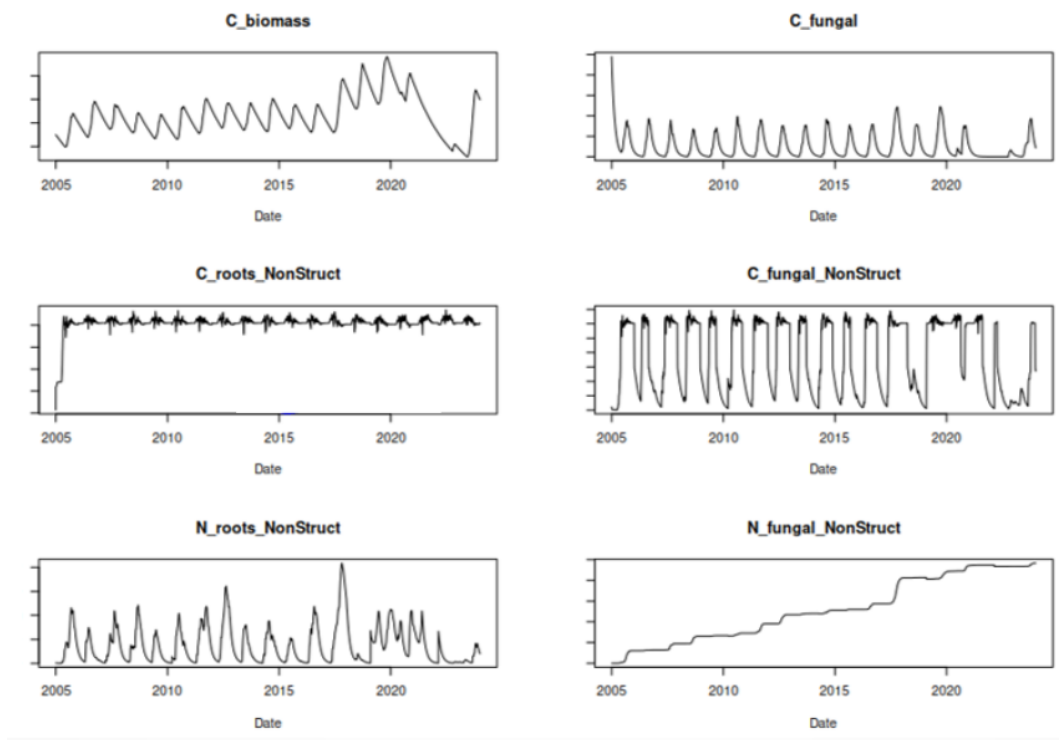 C_biomass
C_fungal
2005 2010 2015 2020
2005 2010 2015 2020
Date
Date
C_roots_NonStruct
C_fungal_NonStruct
2005 2010 2015 2020
2005 2010 2015 2020
Date
Date
N_roots_NonStruct
N_fungal_NonStruct
2005 2010 2015 2020
2005 2010 2015 2020
Date
Date